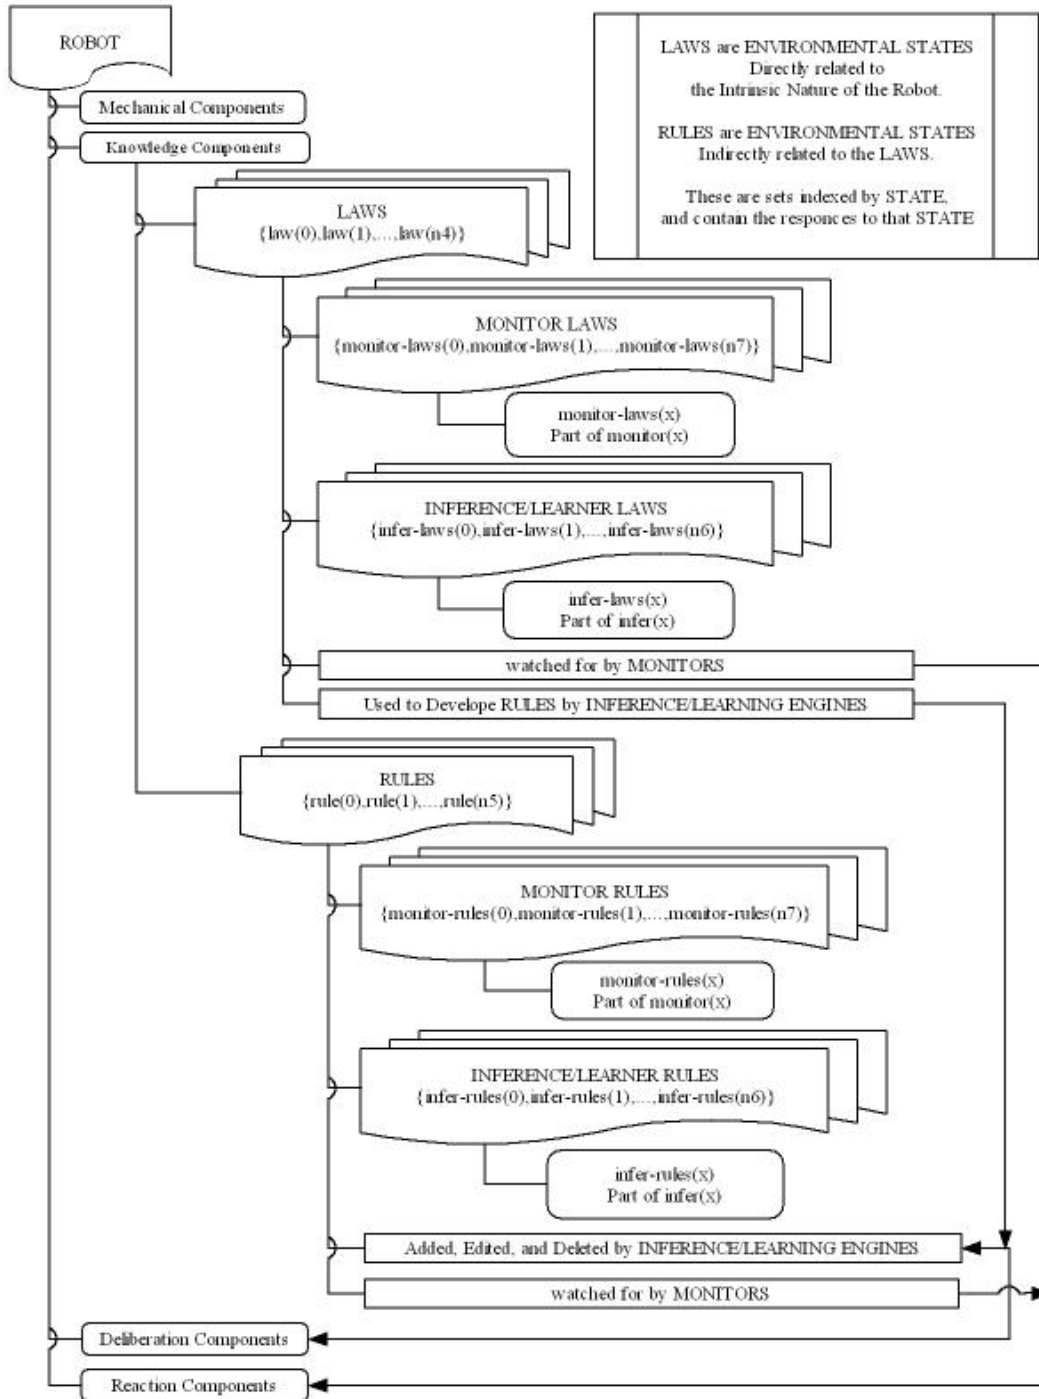 ROBOT
Mechanical Components
Knowledge Components
LAWS are ENVIRONMENTAL STATES
Directly related to
the Intrinsic Nature of the Robot.
RULES are ENVIRONMENTAL STATES
Indirectly related to the LAWS.
These are sets indexed by STATE,
and contain the responces to that STATE
LAWS
{law(0),law(1),...,law(n4)}
MONITOR LAWS
{monitor-laws(0),monitor-laws(1),...,monitor-laws(n7)}
monitor-laws(x)
Part of monitor(x)
INFERENCE/LEARNER LAWS
{infer-laws(0),infer-laws(1),...,infer-laws(n6)}
infer-laws(x)
Part of infer(x)
watched for by MONITORS
Used to Develope RULES by INFERENCE/LEARNING ENGINES
RULES
{rule(0),rule(1),...,rule(n5)}
MONITOR RULES
{monitor-rules(0),monitor-rules(1),...,monitor-rules(n7)}
monitor-rules(x)
Part of monitor(x)
INFERENCE/LEARNER RULES
{infer-rules(0),infer-rules(1),...,infer-rules(n6)}
infer-rules(x)
Part of infer(x)
Added, Edited, and Deleted by INFERENCE/LEARNING ENGINES
watched for by MONITORS
Deliberation Components
Reaction Components